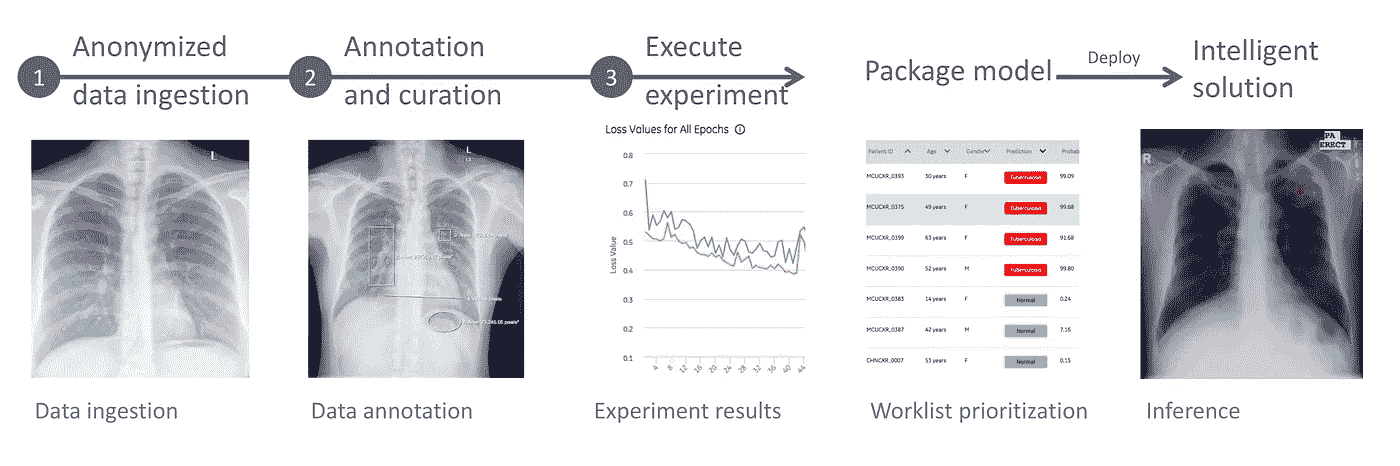 1
Anonymized
data ingestion
2
Annotation
and curation
3
Execute
experiment
Package model
Deploy
Intelligent
solution
L
L
Loss Values for All Epochs
Loss Value
0.8
0.7
0.6
0.5
0.4
0.3
0.2
0.1
4 8 12 16 20 24 28 32 36 40 44
Patient ID Age Gender Prediction Probab
MCUCXR_0393 30 years F Tuberculosis 99.09
MCUCXR_0375 49 years F Tuberculosis 99.68
MCUCXR_0399 63 years F Tuberculosis 91.68
MCUCXR_0390 52 years M Tuberculosis 99.80
MCUCXR_0383 14 years F Normal 0.24
MCUCXR_0387 42 years M Normal 7.16
CHNCXR_0007 53 years F Normal 0.15
R
PA
ERECT
Data ingestion
Data annotation
Experiment results
Worklist prioritization
Inference